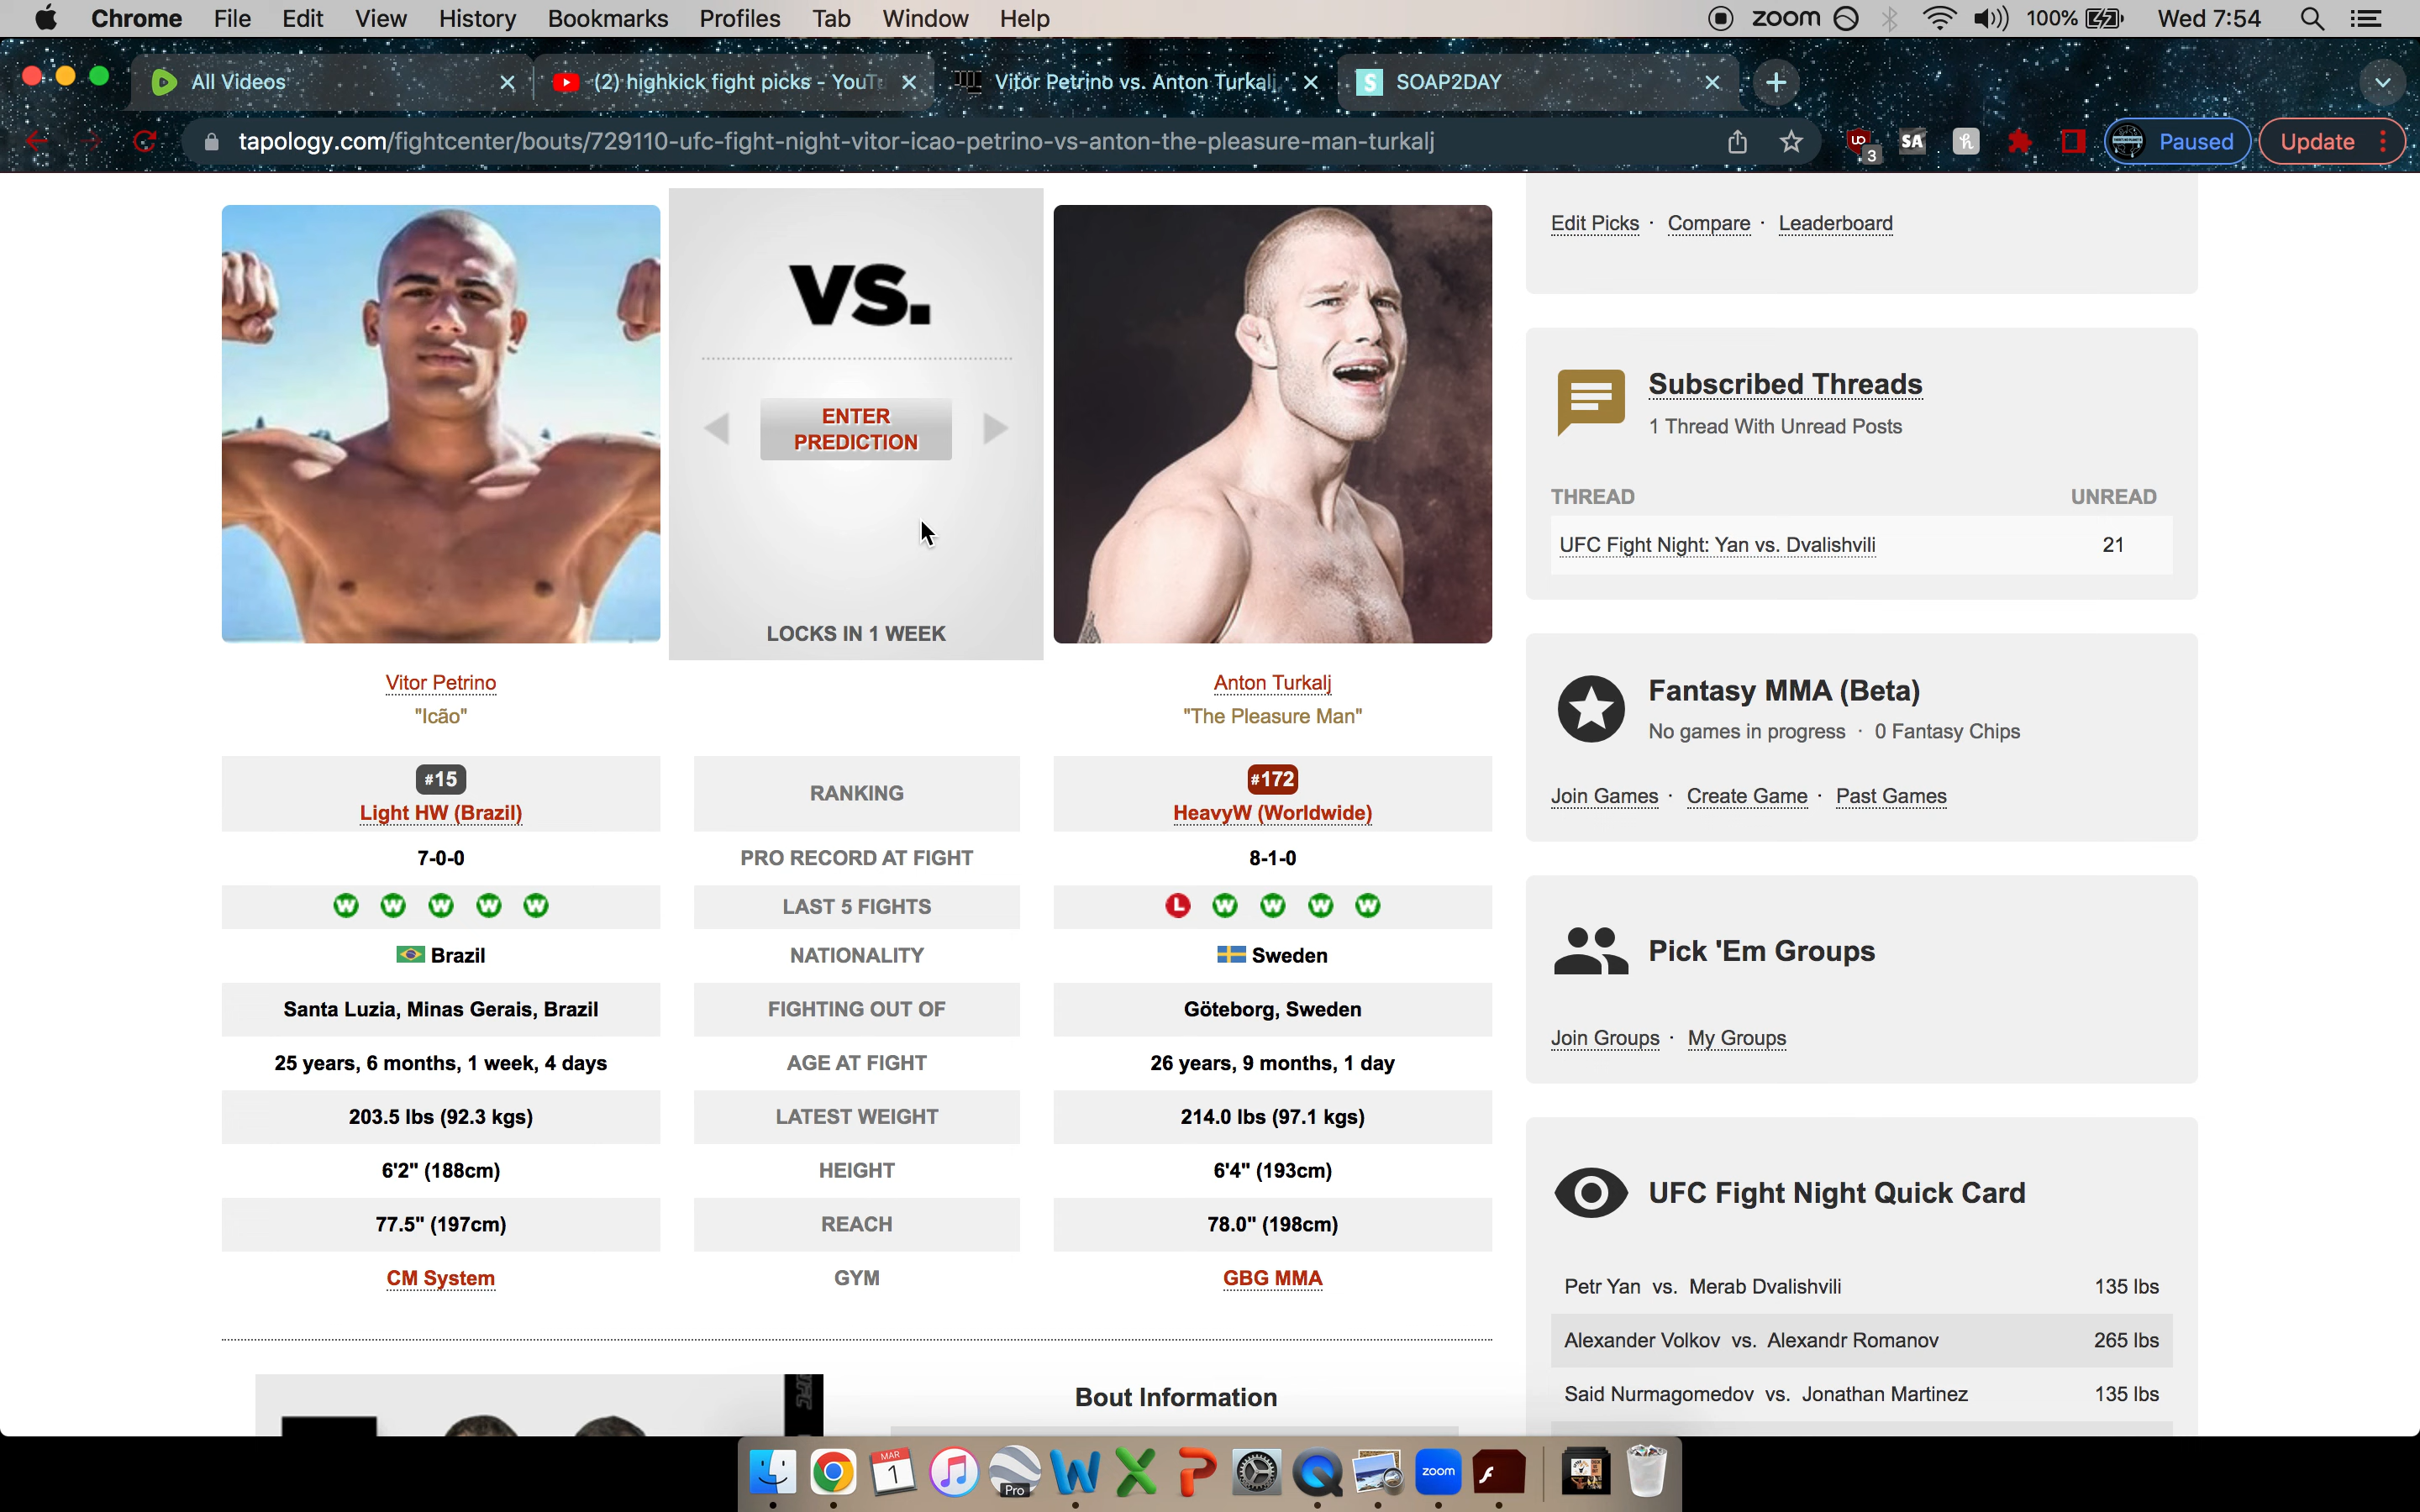 Chrome File Edit View History Bookmarks Profiles Tab Window Help zoom 100% Wed 7:54
All Videos (2) highkick fight picks - YouTu Vitor Petrino vs. Anton Turkalj SOAP2DAY
tapology.com/fightcenter/bouts/729110-ufc-fight-night-vitor-icao-petrino-vs-anton-the-pleasure-man-turkalj 3 SA Paused Update
VS.
ENTER
PREDICTION
LOCKS IN 1 WEEK
Vitor Petrino Anton Turkalj
"Icão" "The Pleasure Man"
#15 RANKING #172
Light HW (Brazil) HeavyW (Worldwide)
7-0-0 PRO RECORD AT FIGHT 8-1-0
W W W W W LAST 5 FIGHTS L W W W W
Brazil NATIONALITY Sweden
Santa Luzia, Minas Gerais, Brazil FIGHTING OUT OF Göteborg, Sweden
25 years, 6 months, 1 week, 4 days AGE AT FIGHT 26 years, 9 months, 1 day
203.5 lbs (92.3 kgs) LATEST WEIGHT 214.0 lbs (97.1 kgs)
6'2" (188cm) HEIGHT 6'4" (193cm)
77.5" (197cm) REACH 78.0" (198cm)
CM System GYM GBG MMA
UFC
Bout Information
Edit Picks · Compare · Leaderboard
Subscribed Threads
1 Thread With Unread Posts
THREAD UNREAD
UFC Fight Night: Yan vs. Dvalishvili 21
Fantasy MMA (Beta)
No games in progress · 0 Fantasy Chips
Join Games · Create Game · Past Games
Pick 'Em Groups
Join Groups · My Groups
UFC Fight Night Quick Card
Petr Yan vs. Merab Dvalishvili 135 lbs
Alexander Volkov vs. Alexandr Romanov 265 lbs
Said Nurmagomedov vs. Jonathan Martinez 135 lbs
MAR
1
Pro
zoom